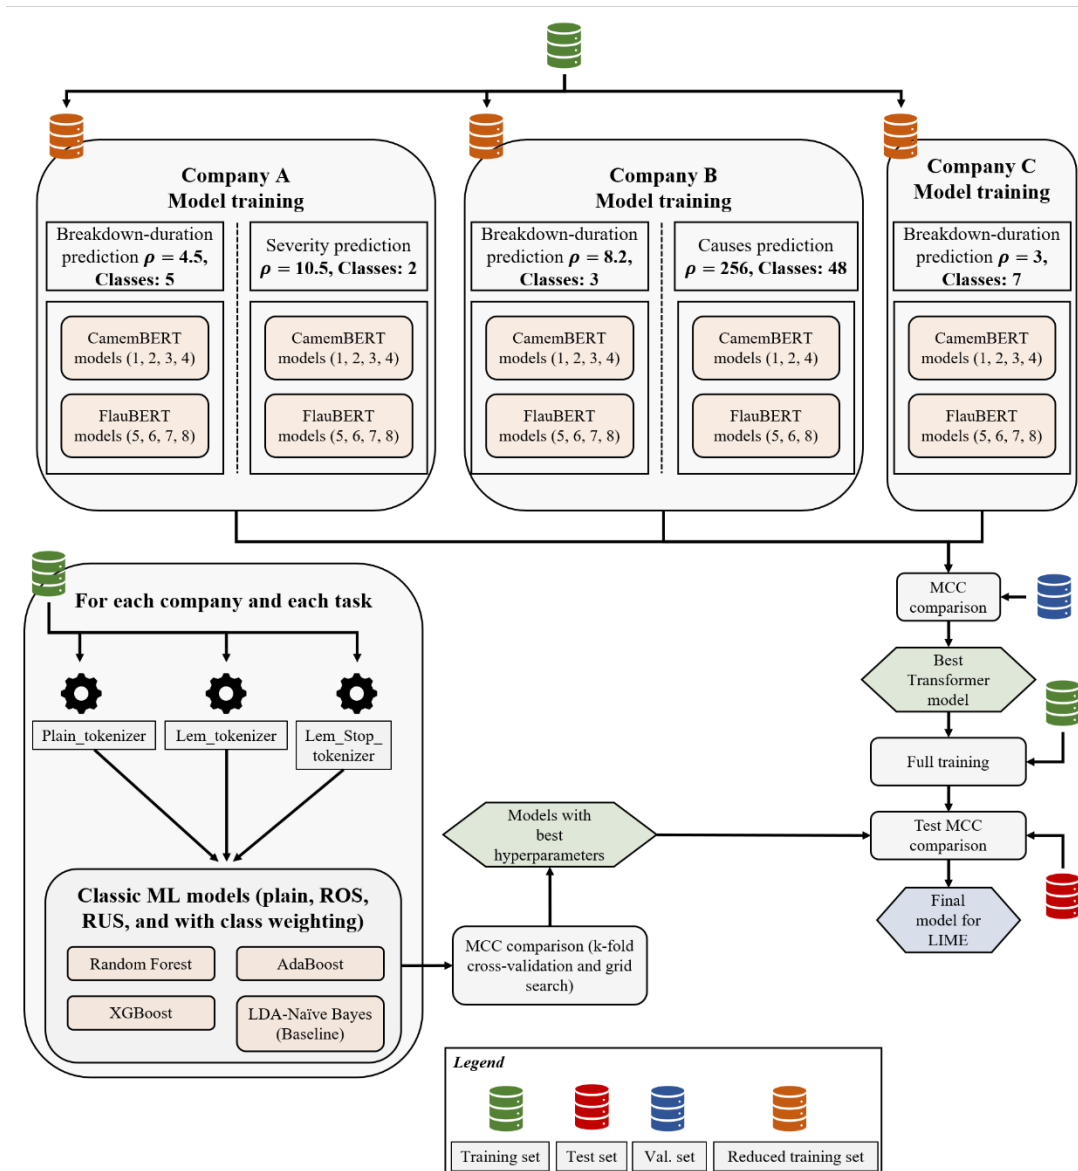 Company A
Model training
Breakdown-duration
prediction ρ = 4.5,
Classes: 5
Severity prediction
ρ = 10.5, Classes: 2
CamemBERT
models (1, 2, 3, 4)
CamemBERT
models (1, 2, 3, 4)
FlauBERT
models (5, 6, 7, 8)
FlauBERT
models (5, 6, 7, 8)
Company B
Model training
Breakdown-duration
prediction ρ = 8.2,
Classes: 3
Causes prediction
ρ = 256, Classes: 48
CamemBERT
models (1, 2, 3, 4)
CamemBERT
models (1, 2, 4)
FlauBERT
models (5, 6, 7, 8)
FlauBERT
models (5, 6, 8)
Company C
Model training
Breakdown-duration
prediction ρ = 3,
Classes: 7
CamemBERT
models (1, 2, 3, 4)
FlauBERT
models (5, 6, 7, 8)
For each company and each task
Plain_tokenizer
Lem_tokenizer
Lem_Stop_
tokenizer
Classic ML models (plain, ROS,
RUS, and with class weighting)
Random Forest
AdaBoost
XGBoost
LDA-Naïve Bayes
(Baseline)
MCC comparison (k-fold
cross-validation and grid
search)
Models with
best
hyperparameters
MCC
comparison
Best
Transformer
model
Full training
Test MCC
comparison
Final
model for
LIME
Legend
Training set
Test set
Val. set
Reduced training set